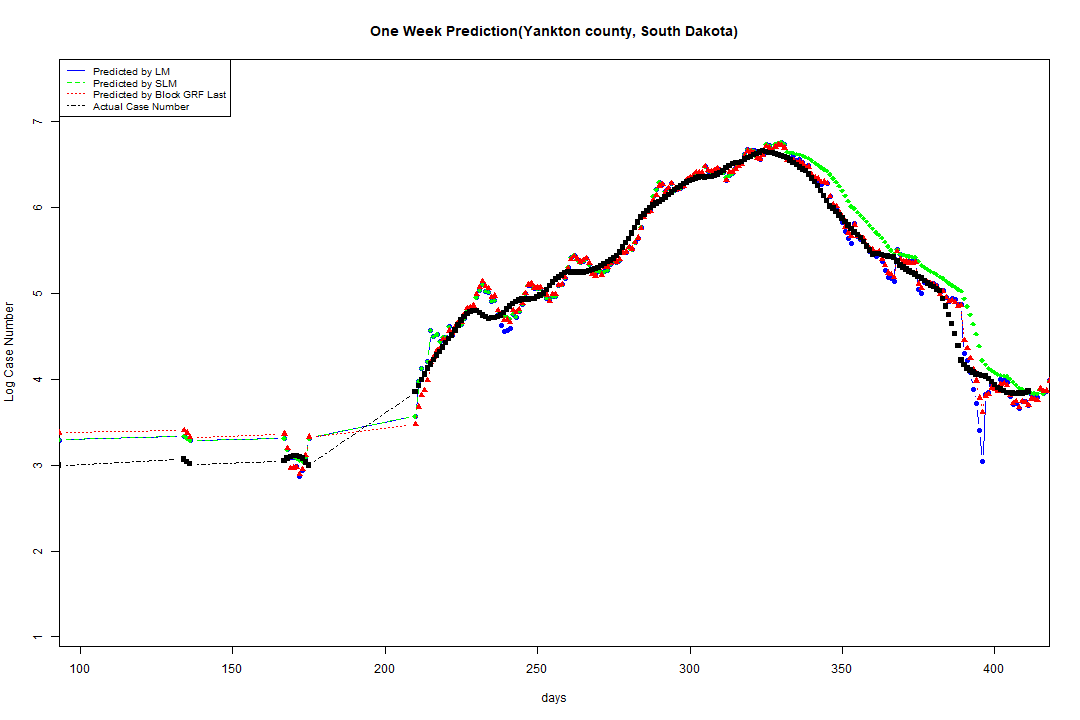 One Week Prediction(Yankton county, South Dakota)
Predicted by LM
Predicted by SLM
Predicted by Block GRF Last
Actual Case Number
Log Case Number
7
6
5
4
3
2
1
100 150 200 250 300 350 400
days